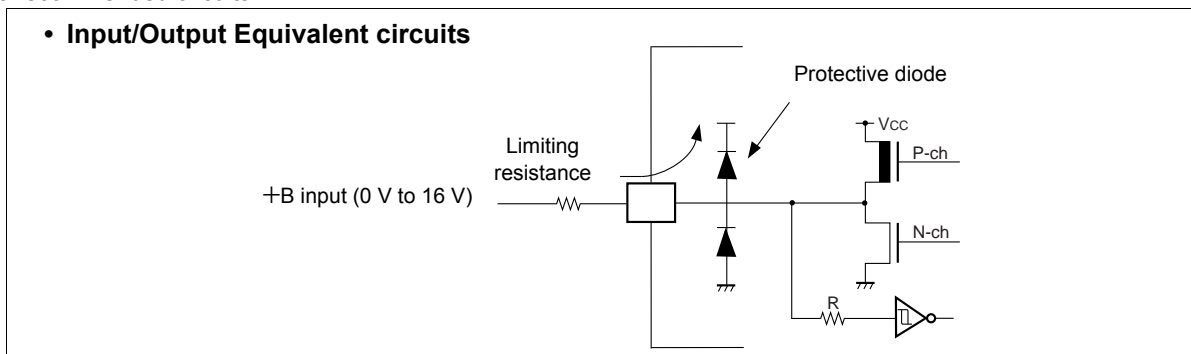 • Input/Output Equivalent circuits
Protective diode
Limiting
resistance
+B input (0 V to 16 V)
Vcc
P-ch
N-ch
R